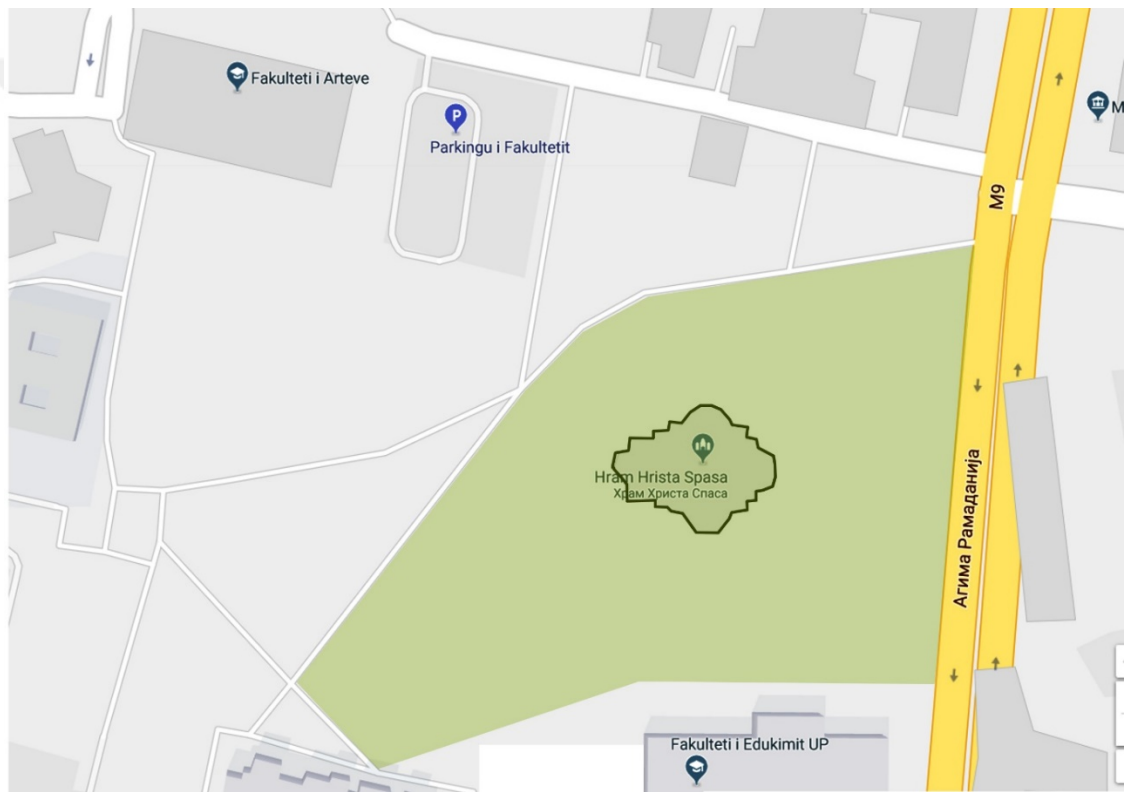 Fakulteti i Arteve
P
Parkingu i Fakultetit
M
M9
Hram Hrista Spasa
Храм Христа Спаса
Агима Рамаданија
Fakulteti i Edukimit UP